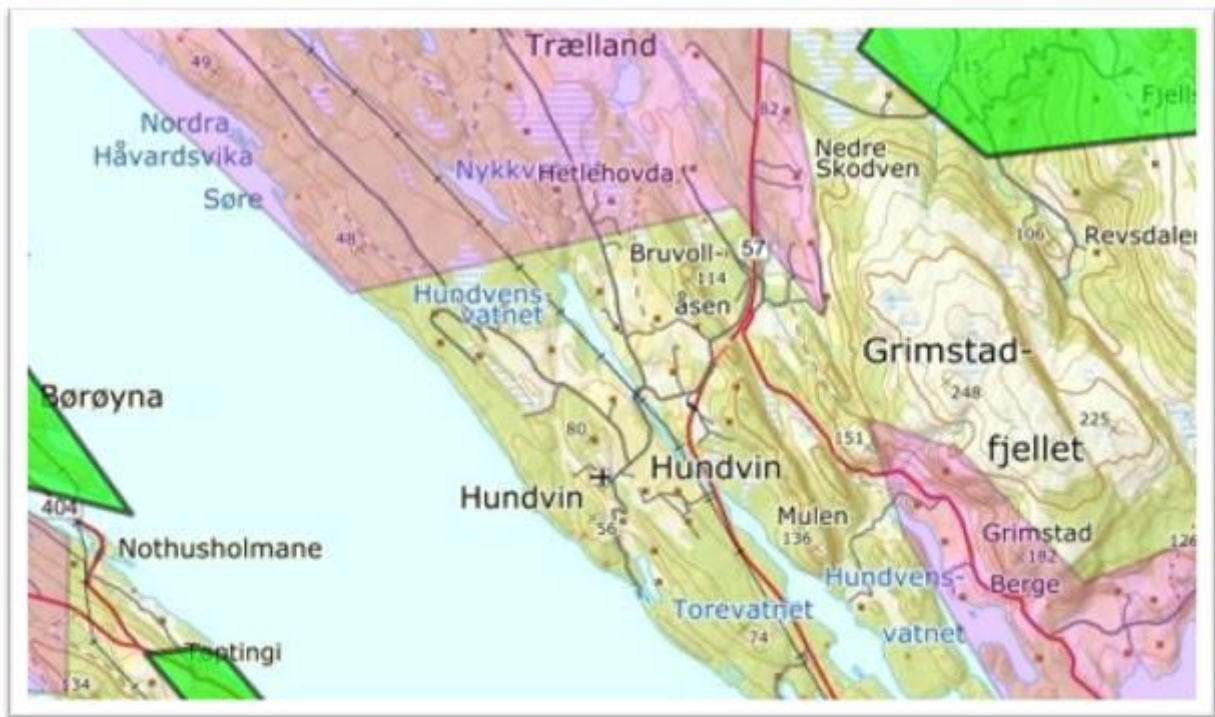 Trælland
49
115
Fjells
82
Nordra
Håvardsvika
Nedre
Skodven
Nykkv
Hetlehovda
Søre
48
106
Revsdalen
Bruvoll-
57
114
åsen
Hundvens
vatnet
Grimstad-
248
Børøyna
225
80
151
fjellet
Hundvin
Hundvin
404
56
Mulen
136
Grimstad
182
126
Nothusholmane
Hundvens-
Berge
Torevatnet
vatnet
74
Toptingi
134